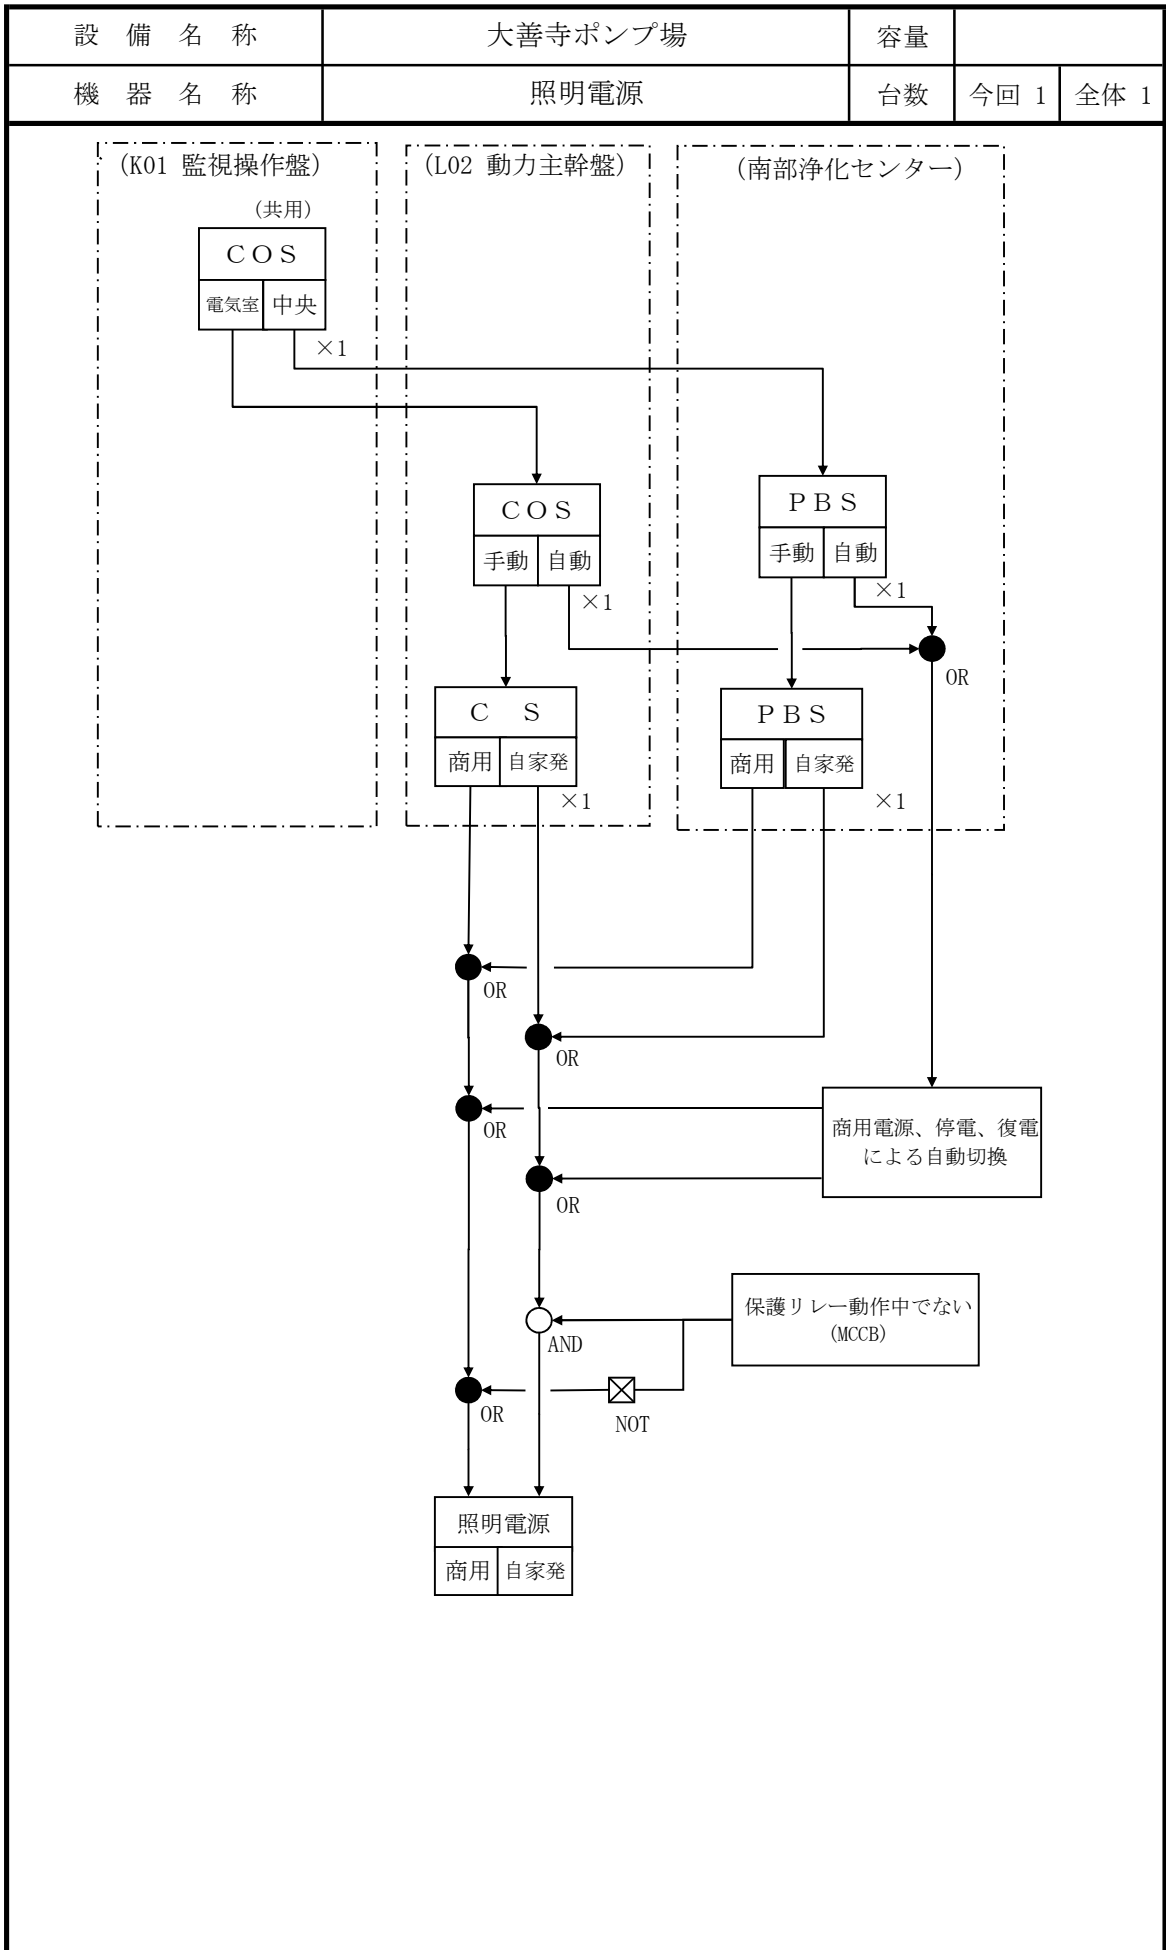 設 備 名 称 大善寺ポンプ場 容量
機 器 名 称 照明電源 台数 今回 1 全体 1
(K01 監視操作盤)
(L02 動力主幹盤)
(南部浄化センター)
(共用)
ＣＯＳ
電気室 中央
×1
ＣＯＳ
手動 自動
×1
ＰＢＳ
手動 自動
×1
OR
Ｃ　Ｓ
商用 自家発
×1
ＰＢＳ
商用 自家発
×1
OR
OR
OR
商用電源、停電、復電
による自動切換
OR
保護リレー動作中でない
(MCCB)
AND
OR
NOT
照明電源
商用 自家発